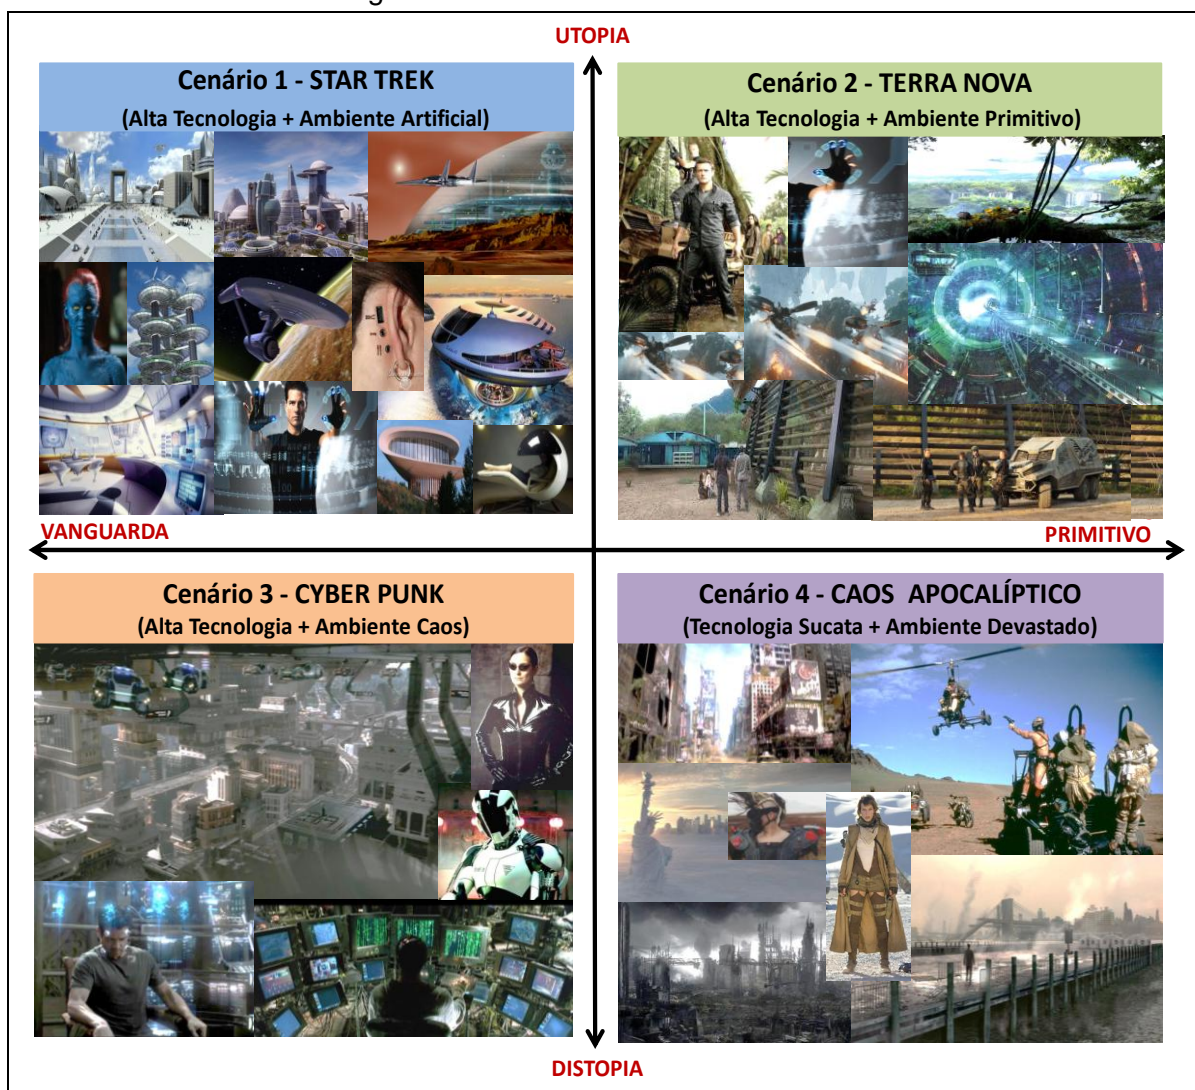 UTOPIA
Cenário 1 - STAR TREK
(Alta Tecnologia + Ambiente Artificial)
Cenário 2 - TERRA NOVA
(Alta Tecnologia + Ambiente Primitivo)
VANGUARDA
PRIMITIVO
Cenário 3 - CYBER PUNK
(Alta Tecnologia + Ambiente Caos)
Cenário 4 - CAOS APOCALÍPTICO
(Tecnologia Sucata + Ambiente Devastado)
DISTOPIA